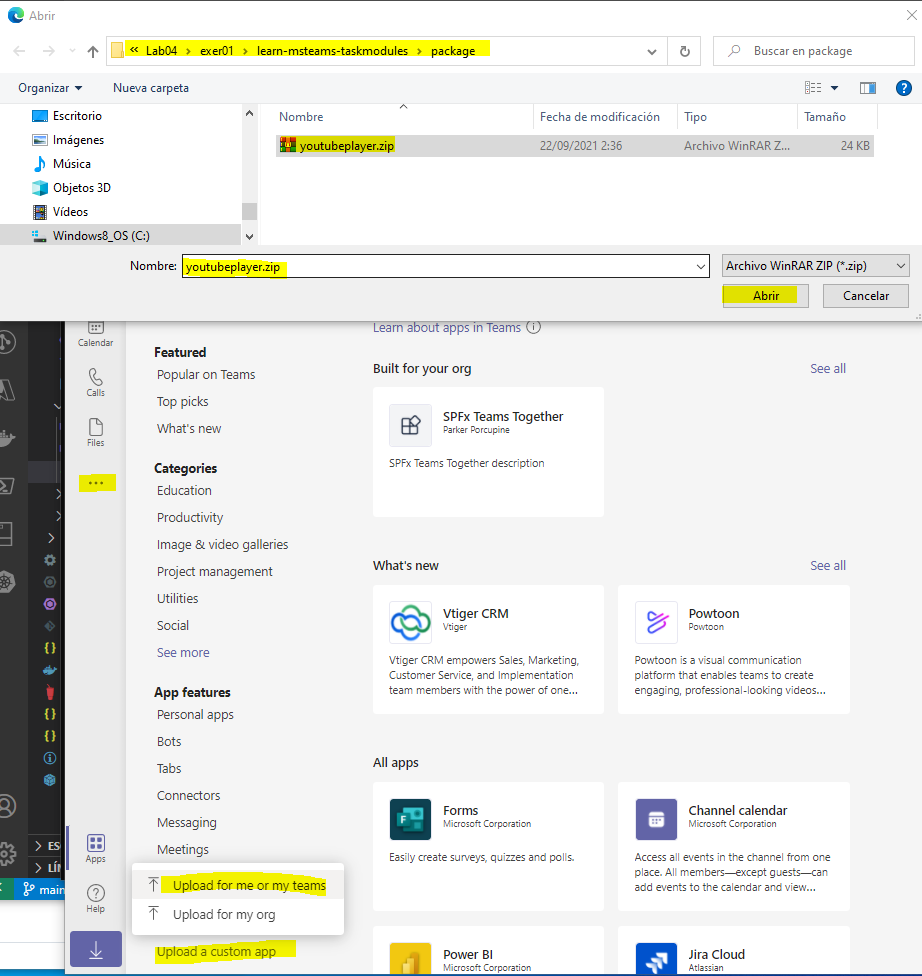 Abrir
« Lab04 › exer01 › learn-msteams-taskmodules › package
Buscar en package
Organizar
Nueva carpeta
Escritorio
Imágenes
Música
Objetos 3D
Vídeos
Windows8_OS (C:)
Nombre Fecha de modificación Tipo Tamaño
youtubeplayer.zip 22/09/2021 2:36 Archivo WinRAR Z... 24 KB
Nombre: youtubeplayer.zip
Archivo WinRAR ZIP (*.zip)
Abrir
Cancelar
Calendar
Calls
Files
...
Apps
Help
main
Featured
Popular on Teams
Top picks
What's new
Categories
Education
Productivity
Image & video galleries
Project management
Utilities
Social
See more
App features
Personal apps
Bots
Tabs
Connectors
Messaging
Meetings
Upload for me or my teams
Upload for my org
Upload a custom app
Learn about apps in Teams
Built for your org
See all
SPFx Teams Together
Parker Porcupine
SPFx Teams Together description
What's new
See all
Vtiger CRM
Vtiger
Vtiger CRM empowers Sales, Marketing,
Customer Service, and Implementation
team members with the power of one...
Powtoon
Powtoon
Powtoon is a visual communication
platform that enables teams to create
engaging, professional-looking videos...
All apps
Forms
Microsoft Corporation
Easily create surveys, quizzes and polls.
Channel calendar
Microsoft Corporation
Access all events in the channel from one
place. All members—except guests—can
add events to the calendar and view...
Power BI
Microsoft Corporation
Jira Cloud
Atlassian